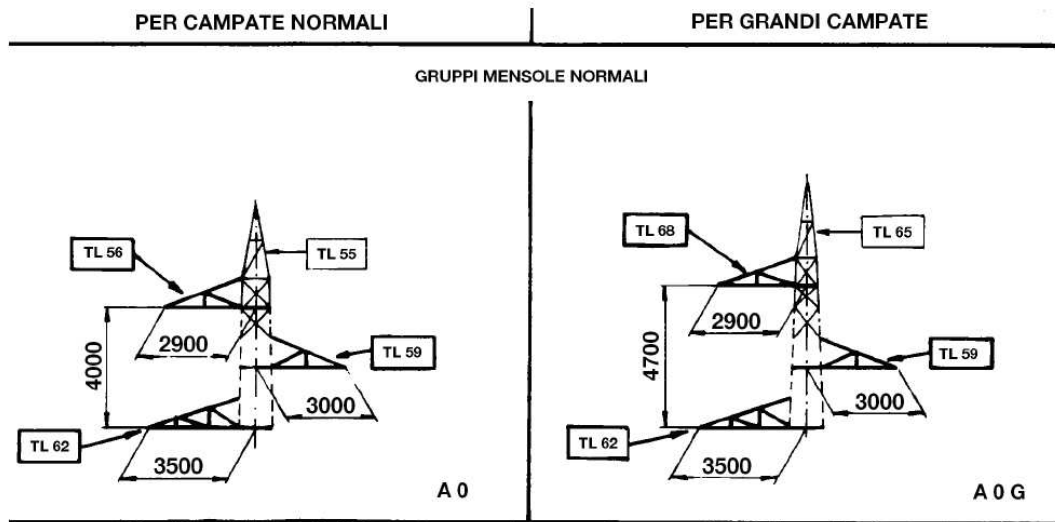 PER CAMPATE NORMALI
PER GRANDI CAMPATE
GRUPPI MENSOLE NORMALI
TL 56
TL 55
2900
4000
TL 59
3000
TL 62
3500
A 0
TL 68
TL 65
2900
4700
TL 59
3000
TL 62
3500
A 0 G